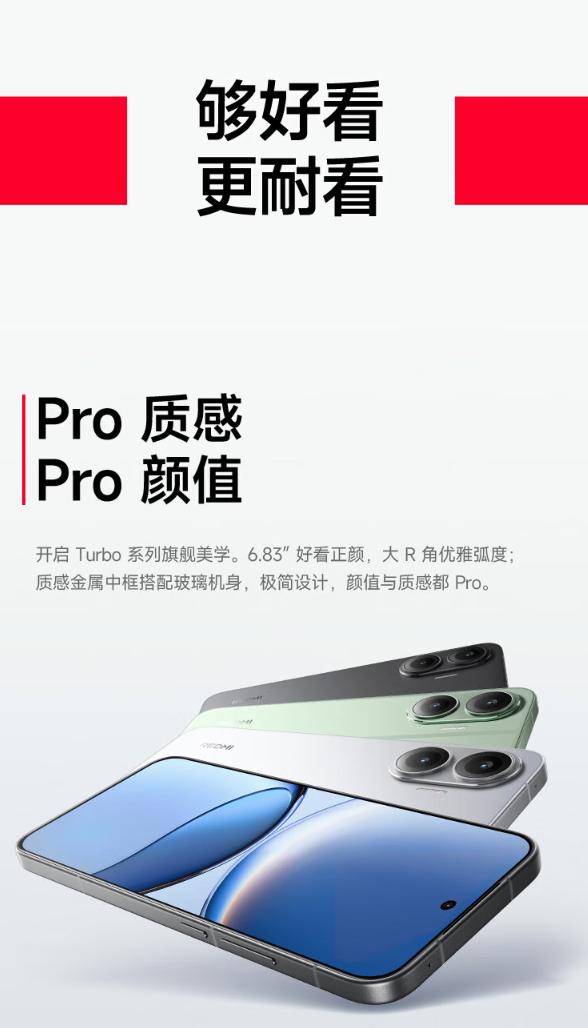 够好看
更耐看
Pro 质感
Pro 颜值
开启 Turbo 系列旗舰美学。6.83″ 好看正颜，大 R 角优雅弧度；
质感金属中框搭配玻璃机身，极简设计，颜值与质感都 Pro。
REDMI